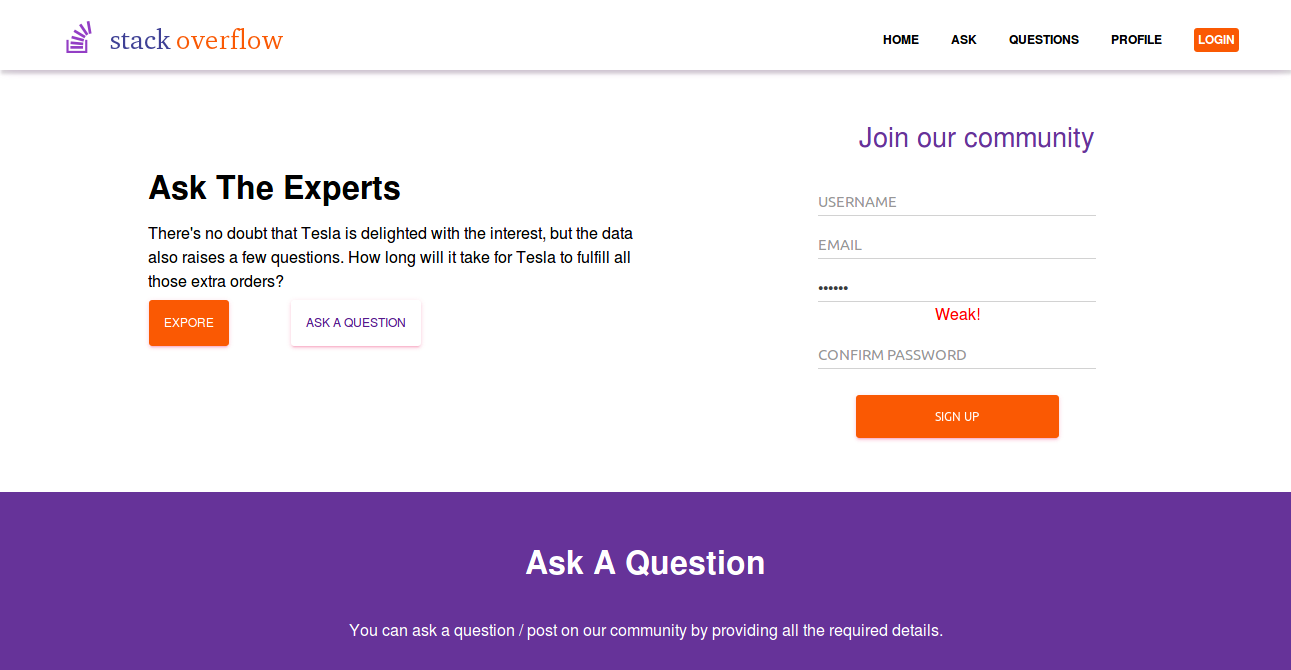 stack overflow
HOME ASK QUESTIONS PROFILE LOGIN
Ask The Experts
There's no doubt that Tesla is delighted with the interest, but the data
also raises a few questions. How long will it take for Tesla to fulfill all
those extra orders?
EXPORE ASK A QUESTION
Join our community
USERNAME
EMAIL
••••••
Weak!
CONFIRM PASSWORD
SIGN UP
Ask A Question
You can ask a question / post on our community by providing all the required details.